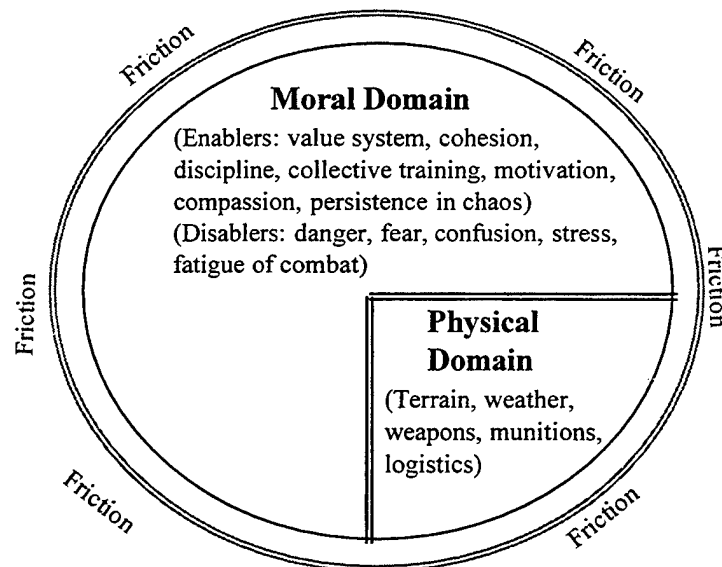 Friction
Friction
Moral Domain
(Enablers: value system, cohesion,
discipline, collective training, motivation,
compassion, persistence in chaos)
(Disablers: danger, fear, confusion, stress,
fatigue of combat)
Friction
Friction
Physical
Domain
(Terrain, weather,
weapons, munitions,
logistics)
Friction
Friction